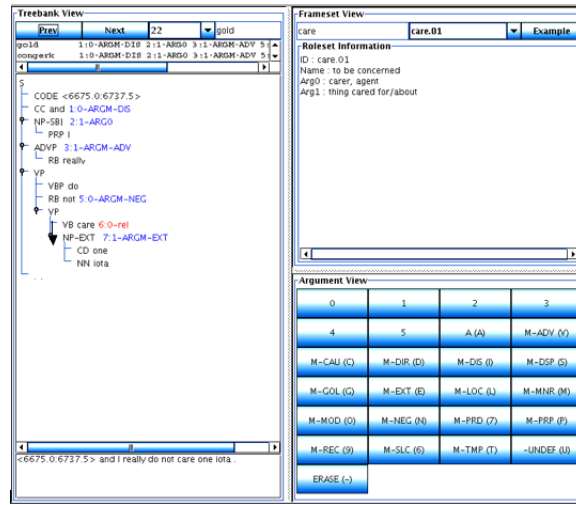 Treebank View
Prev Next 22 gold
gold 1:0-ARGM-DIS 2:1-ARG0 3:1-ARGM-ADV 5:
congerk 1:0-ARGM-DIS 2:1-ARG0 3:1-ARGM-ADV 5:
S
CODE <6675.0:6737.5>
CC and 1:0-ARGM-DIS
NP-SBJ 2:1-ARG0
PRP I
ADVP 3:1-ARGM-ADV
RB really
VP
VBP do
RB not 5:0-ARGM-NEG
VP
VB care 6:0-rel
NP-EXT 7:1-ARGM-EXT
CD one
NN iota
. .
<6675.0:6737.5> and I really do not care one iota .
Frameset View
care care.01 Example
Roleset Information
ID : care.01
Name : to be concerned
Arg0 : carer, agent
Arg1 : thing cared for/about
Argument View
0 1 2 3
4 5 A (A) M-ADV (V)
M-CAU (C) M-DIR (D) M-DIS (I) M-DSP (S)
M-GOL (G) M-EXT (E) M-LOC (L) M-MNR (M)
M-MOD (O) M-NEG (N) M-PRD (7) M-PRP (P)
M-REC (9) M-SLC (6) M-TMP (T) -UNDEF (U)
ERASE (-)